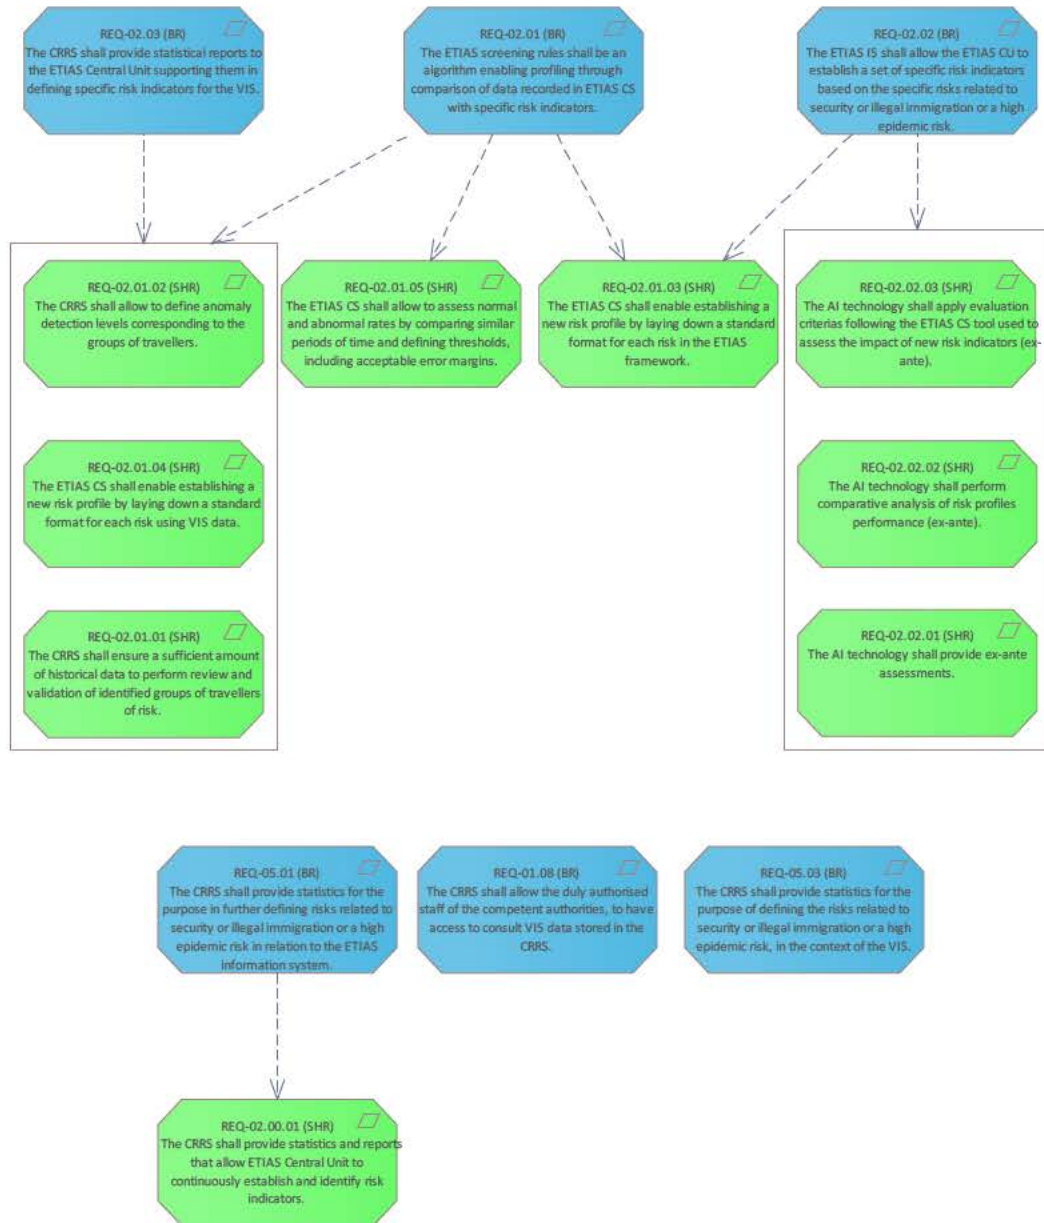 REQ-02.03 (BR)
The CRRS shall provide statistical reports to
the ETIAS Central Unit supporting them in
defining specific risk indicators for the VIS.
REQ-02.01 (BR)
The ETIAS screening rules shall be an
algorithm enabling profiling through
comparison of data recorded in ETIAS CS
with specific risk indicators.
REQ-02.02 (BR)
The ETIAS IS shall allow the ETIAS CU to
establish a set of specific risk indicators
based on the specific risks related to
security or illegal immigration or a high
epidemic risk.
REQ-02.01.02 (SHR)
The CRRS shall allow to define anomaly
detection levels corresponding to the
groups of travellers.
REQ-02.01.05 (SHR)
The ETIAS CS shall allow to assess normal
and abnormal rates by comparing similar
periods of time and defining thresholds,
including acceptable error margins.
REQ-02.01.03 (SHR)
The ETIAS CS shall enable establishing a
new risk profile by laying down a standard
format for each risk in the ETIAS
framework.
REQ-02.02.03 (SHR)
The AI technology shall apply evaluation
criterias following the ETIAS CS tool used to
assess the impact of new risk indicators (ex-
ante).
REQ-02.01.04 (SHR)
The ETIAS CS shall enable establishing a
new risk profile by laying down a standard
format for each risk using VIS data.
REQ-02.02.02 (SHR)
The AI technology shall perform
comparative analysis of risk profiles
performance (ex-ante).
REQ-02.01.01 (SHR)
The CRRS shall ensure a sufficient amount
of historical data to perform review and
validation of identified groups of travellers
of risk.
REQ-02.02.01 (SHR)
The AI technology shall provide ex-ante
assessments.
REQ-05.01 (BR)
The CRRS shall provide statistics for the
purpose in further defining risks related to
security or illegal immigration or a high
epidemic risk in relation to the ETIAS
information system.
REQ-01.08 (BR)
The CRRS shall allow the duly authorised
staff of the competent authorities, to have
access to consult VIS data stored in the
CRRS.
REQ-05.03 (BR)
The CRRS shall provide statistics for the
purpose of defining the risks related to
security or illegal immigration or a high
epidemic risk, in the context of the VIS.
REQ-02.00.01 (SHR)
The CRRS shall provide statistics and reports
that allow ETIAS Central Unit to
continuously establish and identify risk
indicators.